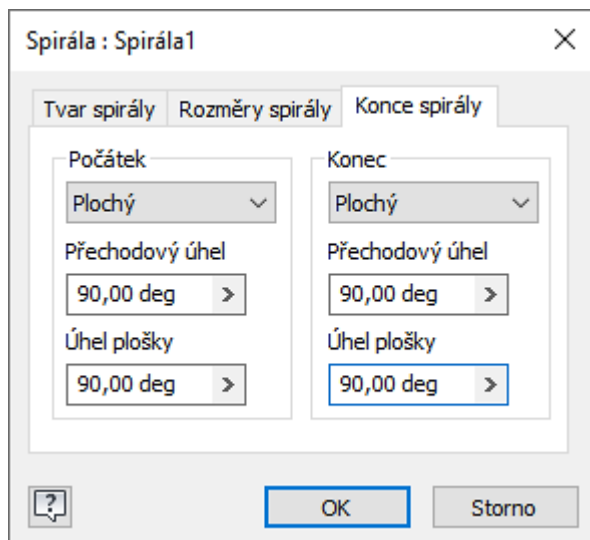 Spirála : Spirála1
Tvar spirály Rozměry spirály Konce spirály
Počátek
Plochý
Přechodový úhel
90,00 deg
Úhel plošky
90,00 deg
Konec
Plochý
Přechodový úhel
90,00 deg
Úhel plošky
90,00 deg
?
OK Storno